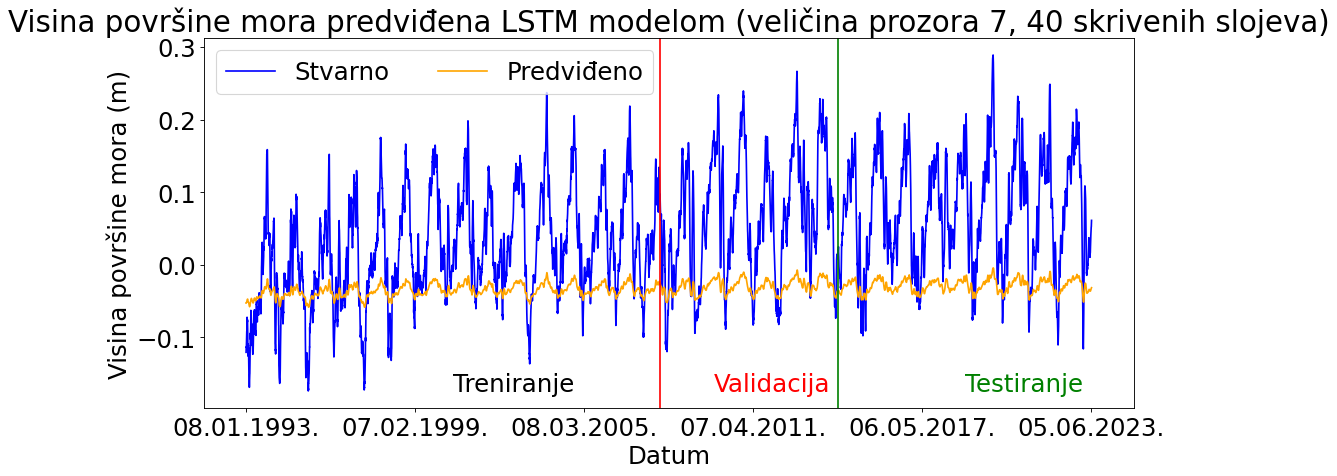 Visina površine mora predviđena LSTM modelom (veličina prozora 7, 40 skrivenih slojeva)
Stvarno
Predviđeno
Visina površine mora (m)
0.3
0.2
0.1
0.0
−0.1
Treniranje
Validacija
Testiranje
08.01.1993.
07.02.1999.
08.03.2005.
07.04.2011.
06.05.2017.
05.06.2023.
Datum